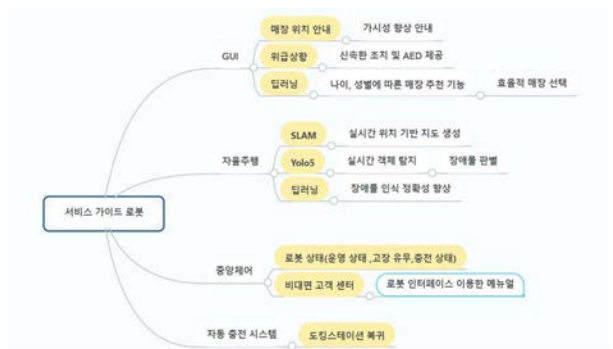 매장 위치 안내 가시성 향상 안내
GUI 위급상황 신속한 조치 및 AED 제공
딥러닝 나이, 성별에 따른 매장 추천 기능 효율적 매장 선택
SLAM 실시간 위치 기반 지도 생성
자율주행 Yolo5 실시간 객체 탐지 장애물 판별
딥러닝 장애물 인식 정확성 향상
서비스 가이드 로봇
로봇 상태(운영 상태 ,고장 유무,충전 상태)
중앙제어
비대면 고객 센터 로봇 인터페이스 이용한 메뉴얼
자동 충전 시스템 도킹스테이션 복귀